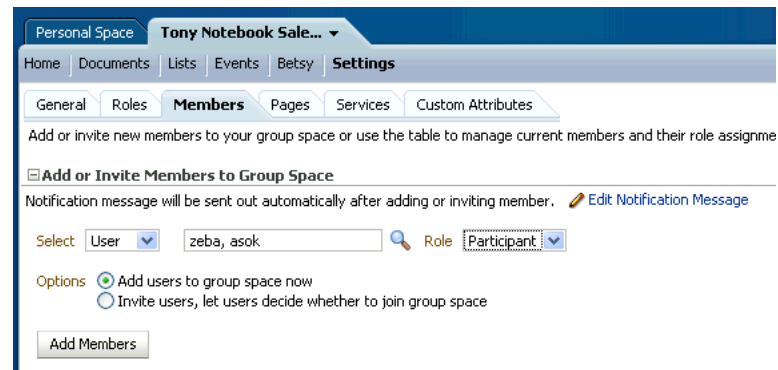 Personal Space Tony Notebook Sale...
Home Documents Lists Events Betsy Settings
General Roles Members Pages Services Custom Attributes
Add or invite new members to your group space or use the table to manage current members and their role assignme
Add or Invite Members to Group Space
Notification message will be sent out automatically after adding or inviting member. Edit Notification Message
Select User zeba, asok Role Participant
Options Add users to group space now
Invite users, let users decide whether to join group space
Add Members